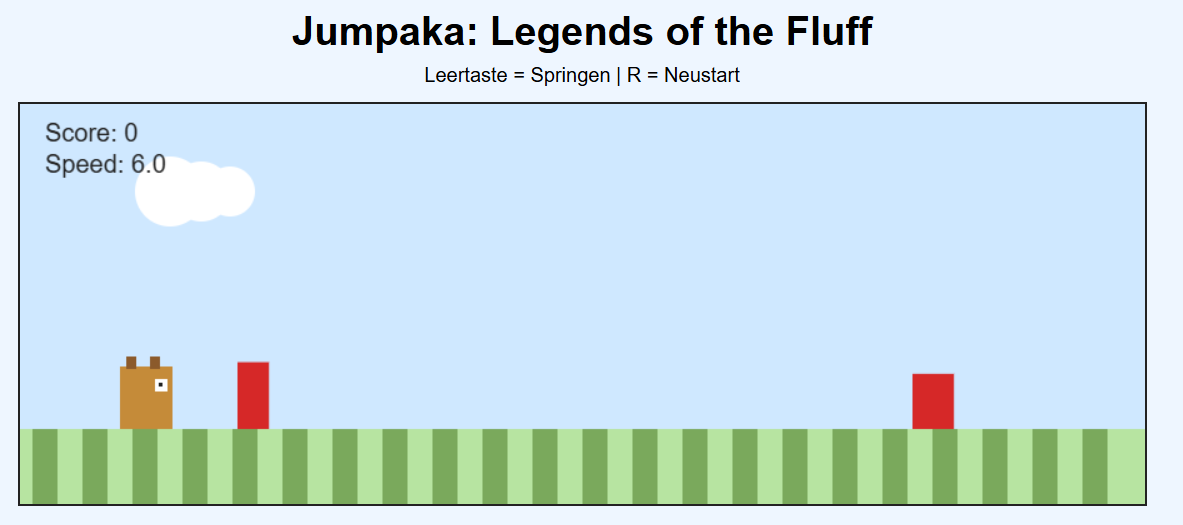 Jumpaka: Legends of the Fluff
Leertaste = Springen | R = Neustart
Score: 0
Speed: 6.0